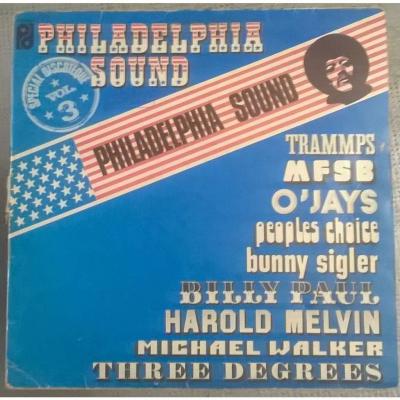 PHILADELPHIA
SOUND
SPECIAL DISCOTHEQUE
VOL
3
PHILADELPHIA SOUND
TRAMMPS
MFSB
O'JAYS
peoples choice
bunny sigler
BILLY PAUL
HAROLD MELVIN
MICHAEL WALKER
THREE DEGREES